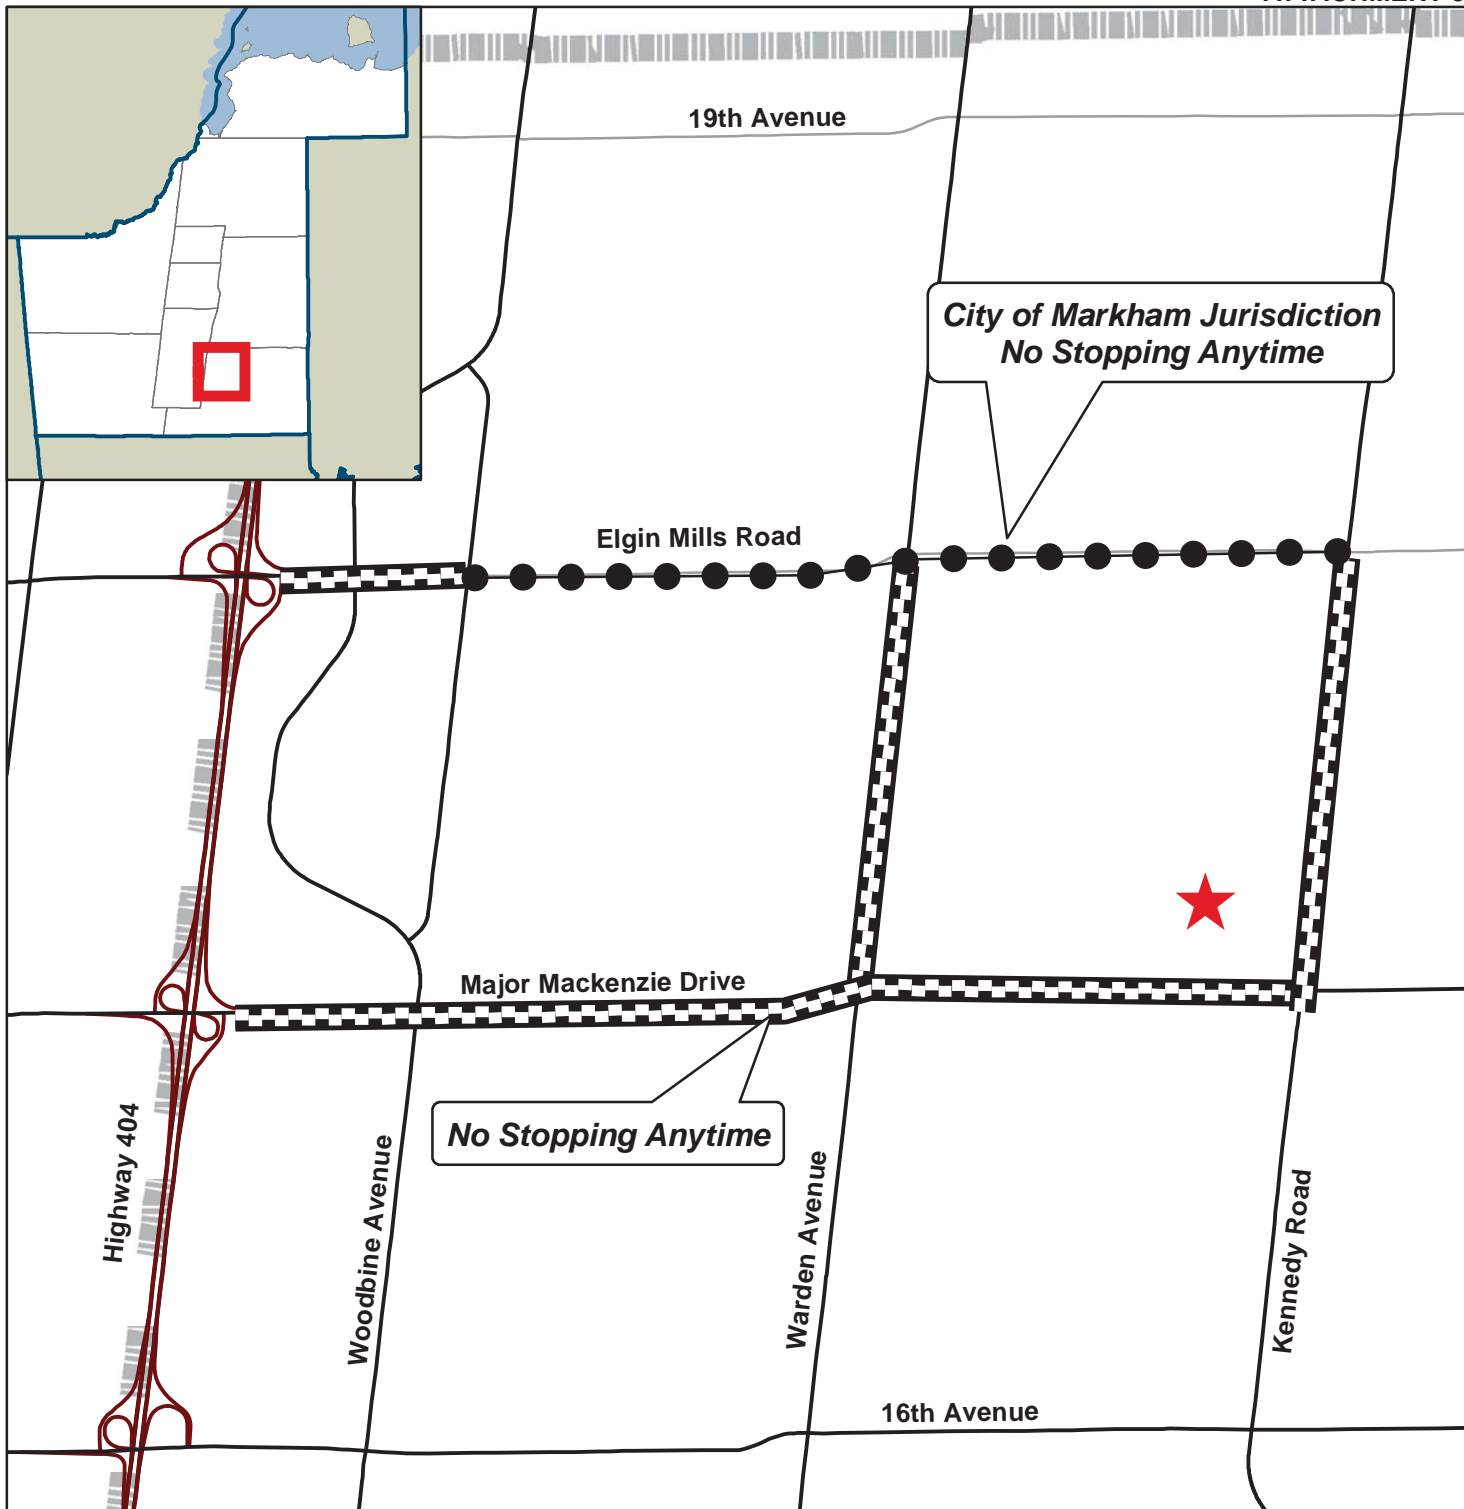 19th Avenue
City of Markham Jurisdiction
No Stopping Anytime
Elgin Mills Road
Major Mackenzie Drive
No Stopping Anytime
Highway 404
Woodbine Avenue
Warden Avenue
Kennedy Road
16th Avenue